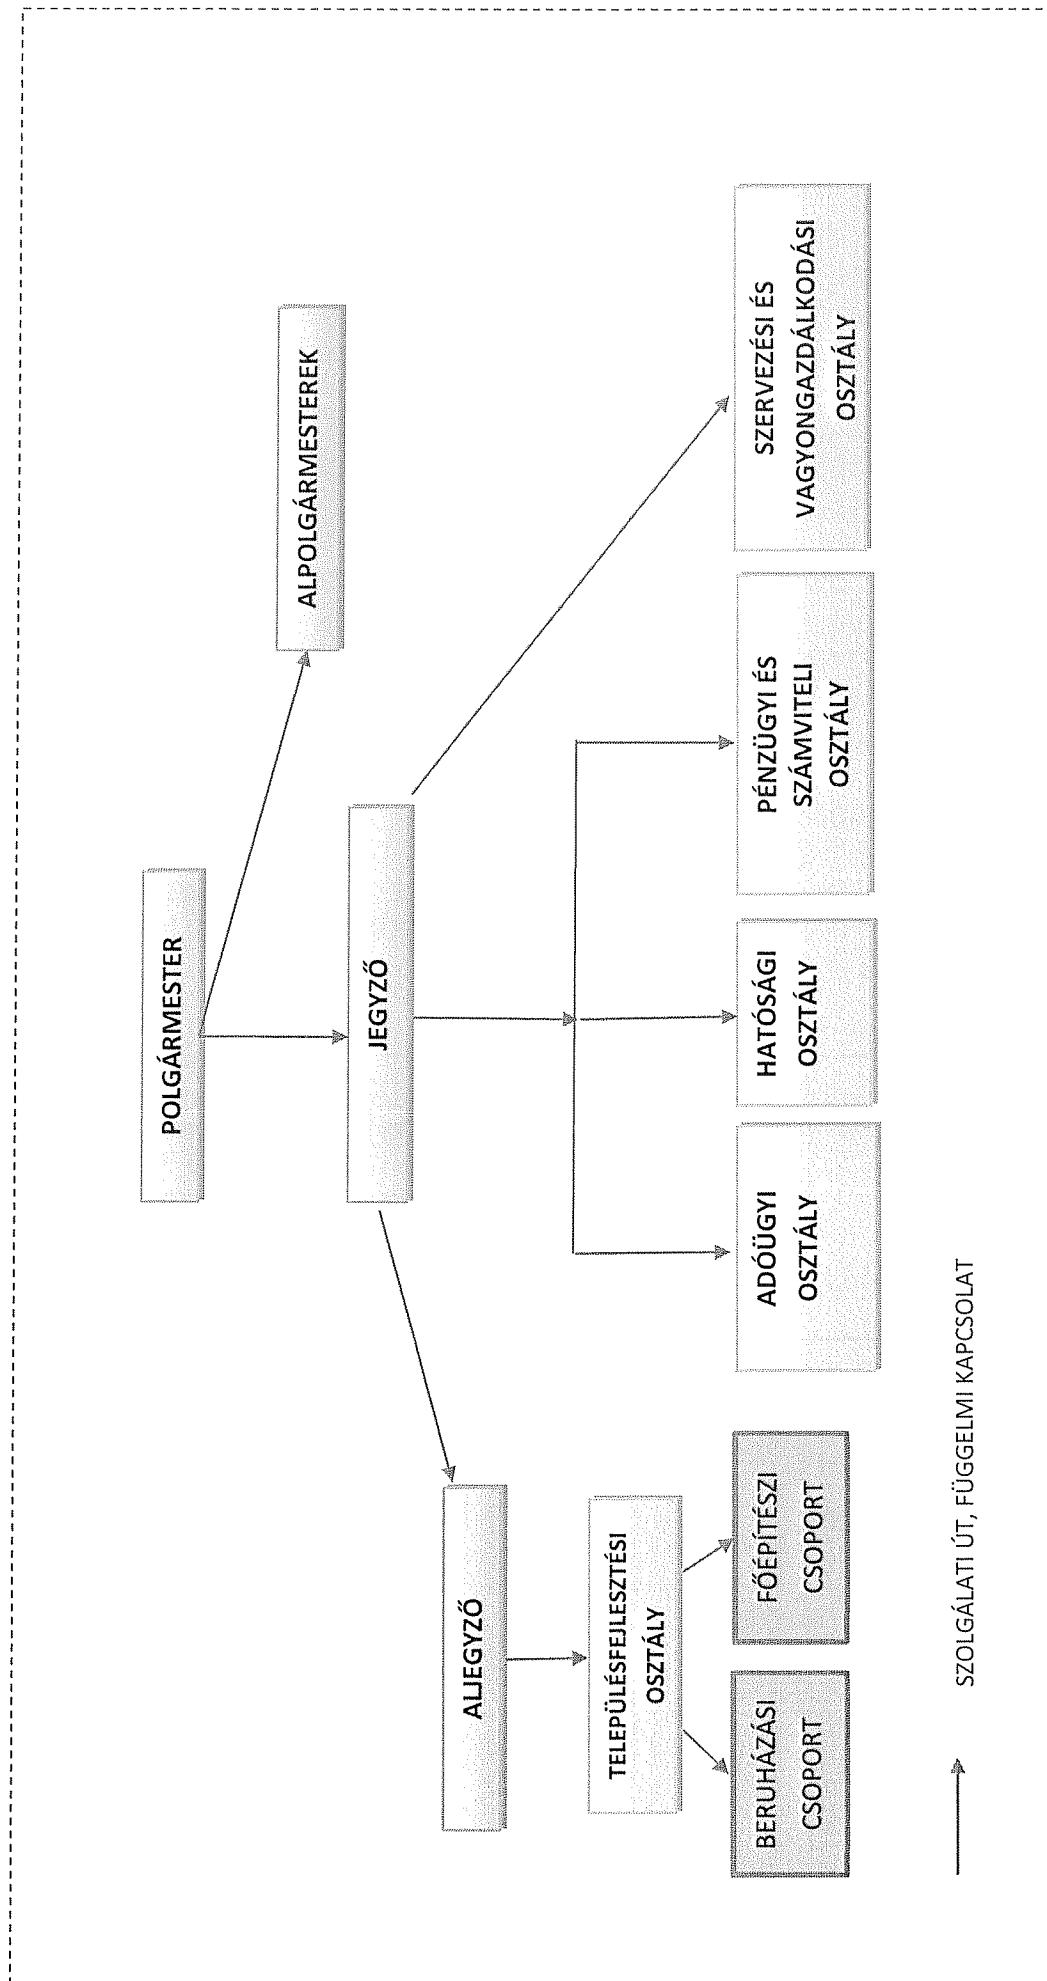 POLGÁRMESTER
ALPOLGÁRMESTEREK
JEGYZŐ
ALJEGYZŐ
TELEPÜLÉSFEJLESZTÉSI
OSZTÁLY
BERUHÁZÁSI
CSOPORT
FŐÉPÍTÉSZI
CSOPORT
ADÓÜGYI
OSZTÁLY
HATÓSÁGI
OSZTÁLY
PÉNZÜGYI ÉS
SZÁMVITELI
OSZTÁLY
SZERVEZÉSI ÉS
VAGYONGAZDÁLKODÁSI
OSZTÁLY
SZOLGÁLATI ÚT, FÜGGELMI KAPCSOLAT